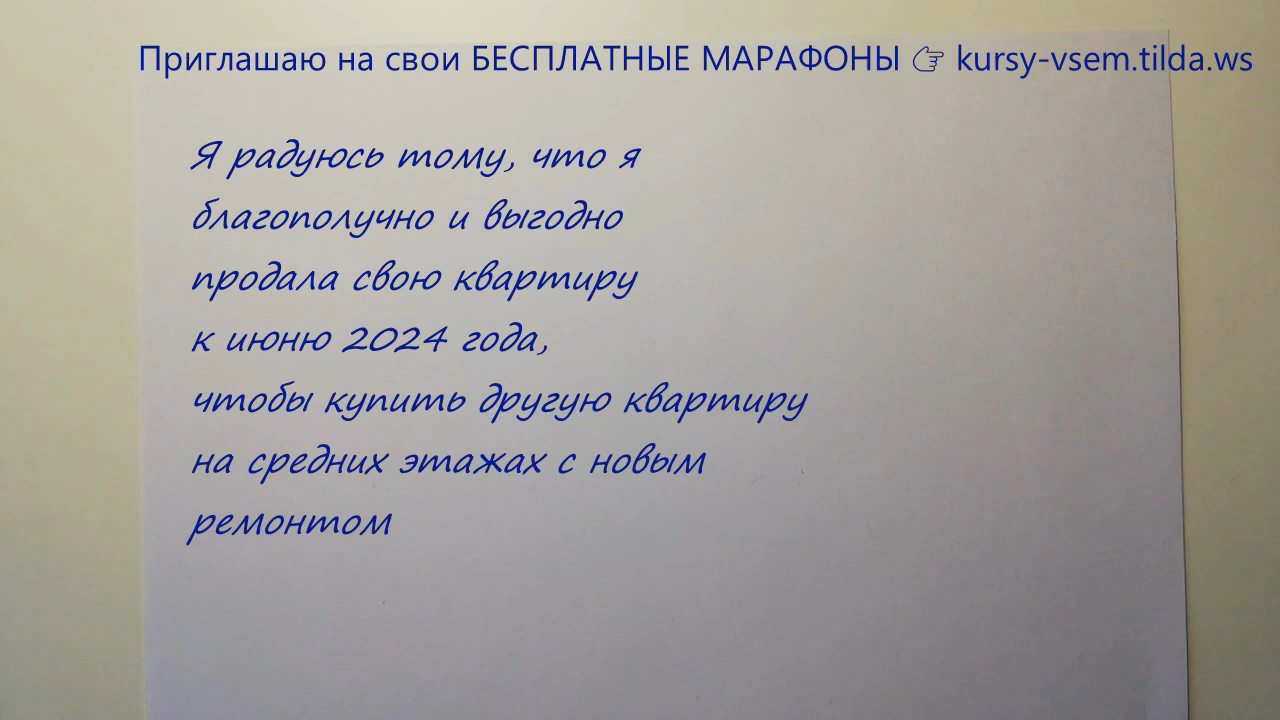 Приглашаю на свои БЕСПЛАТНЫЕ МАРАФОНЫ 👉 kursy-vsem.tilda.ws
Я радуюсь тому, что я
благополучно и выгодно
продала свою квартиру
к июню 2024 года,
чтобы купить другую квартиру
на средних этажах с новым
ремонтом